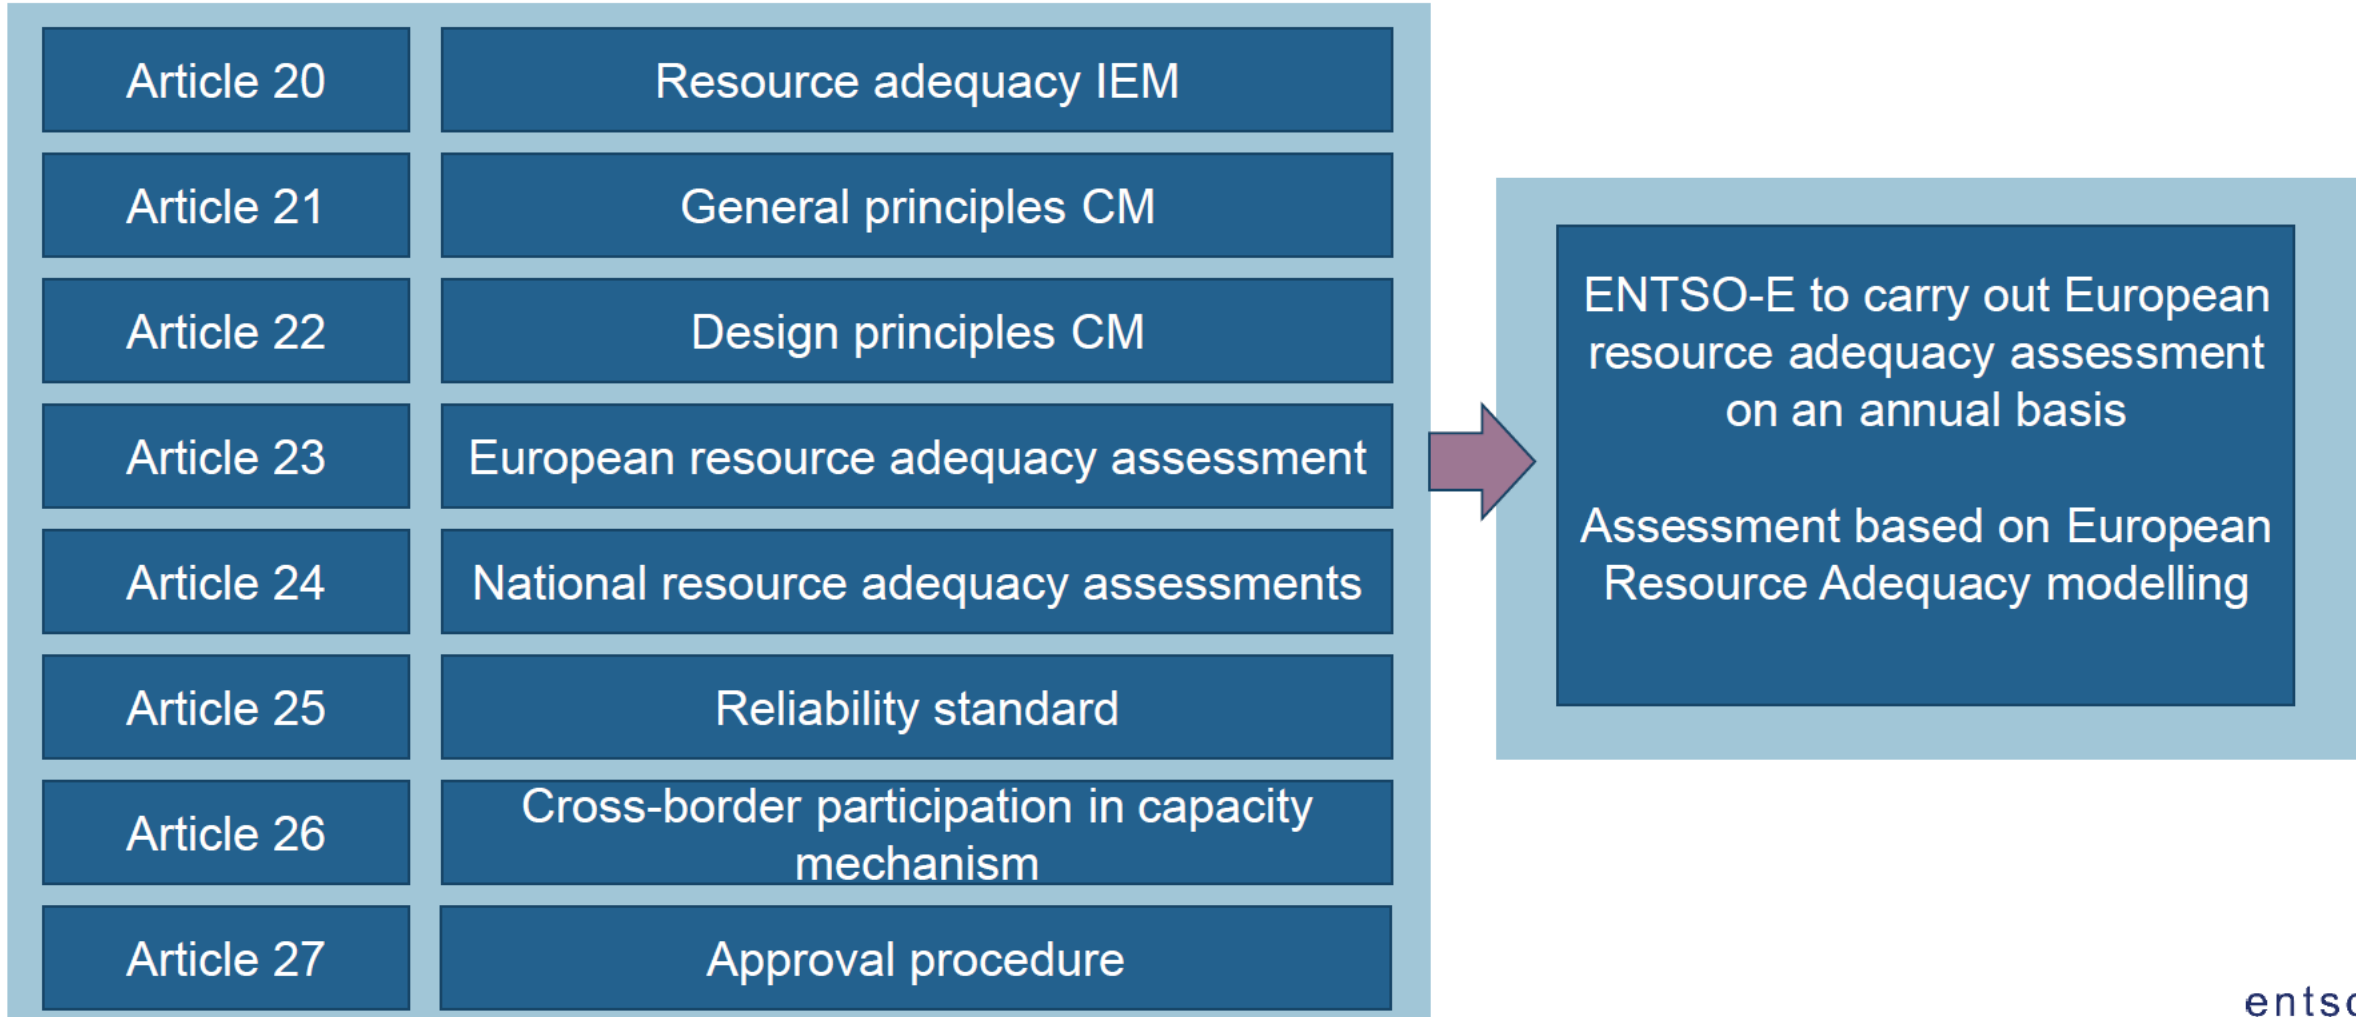 Article 20
Resource adequacy IEM
Article 21
General principles CM
Article 22
Design principles CM
Article 23
European resource adequacy assessment
Article 24
National resource adequacy assessments
Article 25
Reliability standard
Article 26
Cross-border participation in capacity
mechanism
Article 27
Approval procedure
ENTSO-E to carry out European
resource adequacy assessment
on an annual basis
Assessment based on European
Resource Adequacy modelling